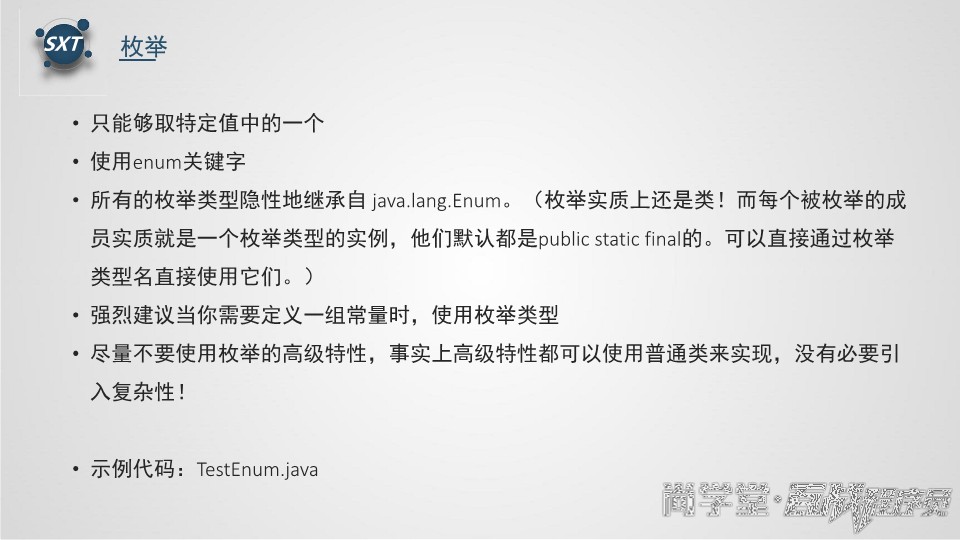 SXT
枚举
• 只能够取特定值中的一个
• 使用enum关键字
• 所有的枚举类型隐性地继承自 java.lang.Enum。（枚举实质上还是类！而每个被枚举的成
员实质就是一个枚举类型的实例，他们默认都是public static final的。可以直接通过枚举
类型名直接使用它们。）
• 强烈建议当你需要定义一组常量时，使用枚举类型
• 尽量不要使用枚举的高级特性，事实上高级特性都可以使用普通类来实现，没有必要引
入复杂性！
• 示例代码：TestEnum.java
尚学堂·百战程序员